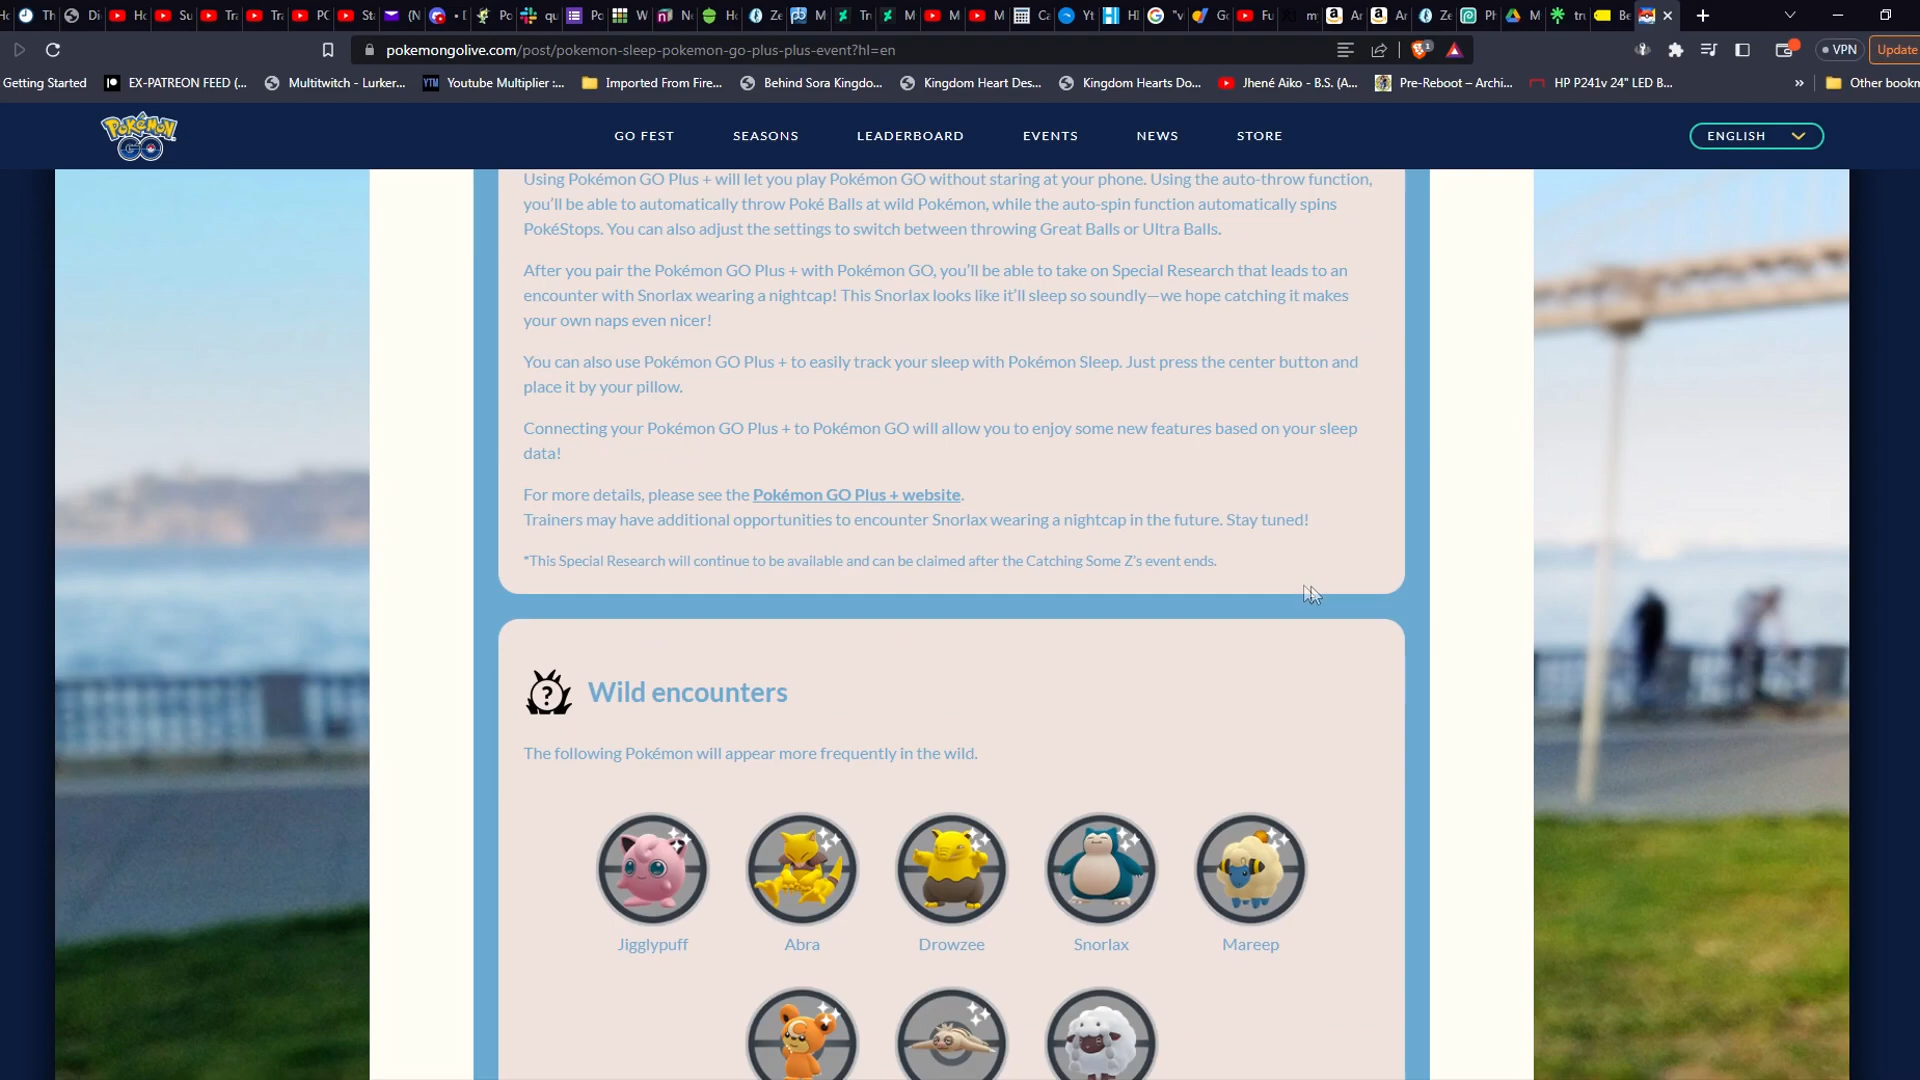 pokemongolive.com/post/pokemon-sleep-pokemon-go-plus-plus-event?hl=en
VPN
Update
Getting Started
EX-PATREON FEED (...
Multitwitch - Lurker...
Youtube Multiplier :...
Imported From Fire...
Behind Sora Kingdo...
Kingdom Heart Des...
Kingdom Hearts Do...
Jhené Aiko - B.S. (A...
Pre-Reboot – Archi...
HP P241v 24" LED B...
»
Other bookn
POKéMON GO
GO FEST
SEASONS
LEADERBOARD
EVENTS
NEWS
STORE
ENGLISH
Using Pokémon GO Plus + will let you play Pokémon GO without staring at your phone. Using the auto-throw function,
you'll be able to automatically throw Poké Balls at wild Pokémon, while the auto-spin function automatically spins
PokéStops. You can also adjust the settings to switch between throwing Great Balls or Ultra Balls.
After you pair the Pokémon GO Plus + with Pokémon GO, you'll be able to take on Special Research that leads to an
encounter with Snorlax wearing a nightcap! This Snorlax looks like it'll sleep so soundly—we hope catching it makes
your own naps even nicer!
You can also use Pokémon GO Plus + to easily track your sleep with Pokémon Sleep. Just press the center button and
place it by your pillow.
Connecting your Pokémon GO Plus + to Pokémon GO will allow you to enjoy some new features based on your sleep
data!
For more details, please see the Pokémon GO Plus + website.
Trainers may have additional opportunities to encounter Snorlax wearing a nightcap in the future. Stay tuned!
*This Special Research will continue to be available and can be claimed after the Catching Some Z's event ends.
Wild encounters
The following Pokémon will appear more frequently in the wild.
Jigglypuff
Abra
Drowzee
Snorlax
Mareep